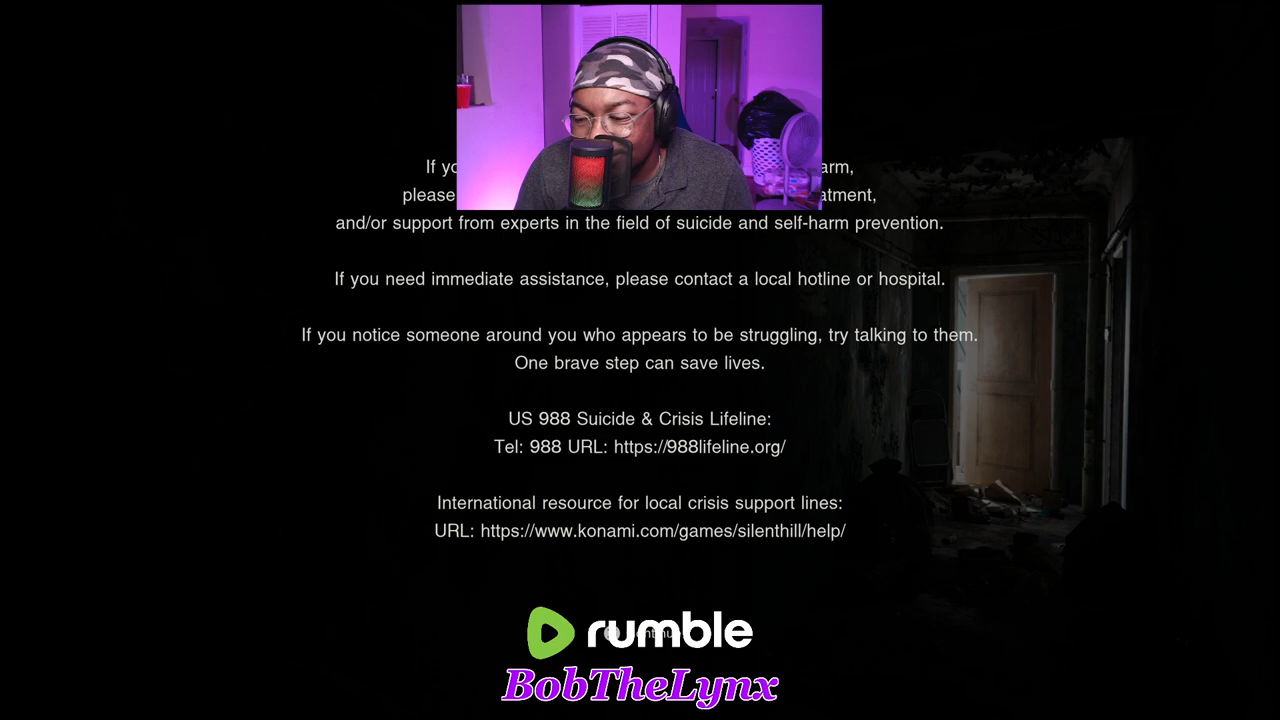 If yo
arm,
please
atment,
and/or support from experts in the field of suicide and self-harm prevention.
If you need immediate assistance, please contact a local hotline or hospital.
If you notice someone around you who appears to be struggling, try talking to them.
One brave step can save lives.
US 988 Suicide & Crisis Lifeline:
Tel: 988 URL: https://988lifeline.org/
International resource for local crisis support lines:
URL: https://www.konami.com/games/silenthill/help/
rumble
BobTheLynx